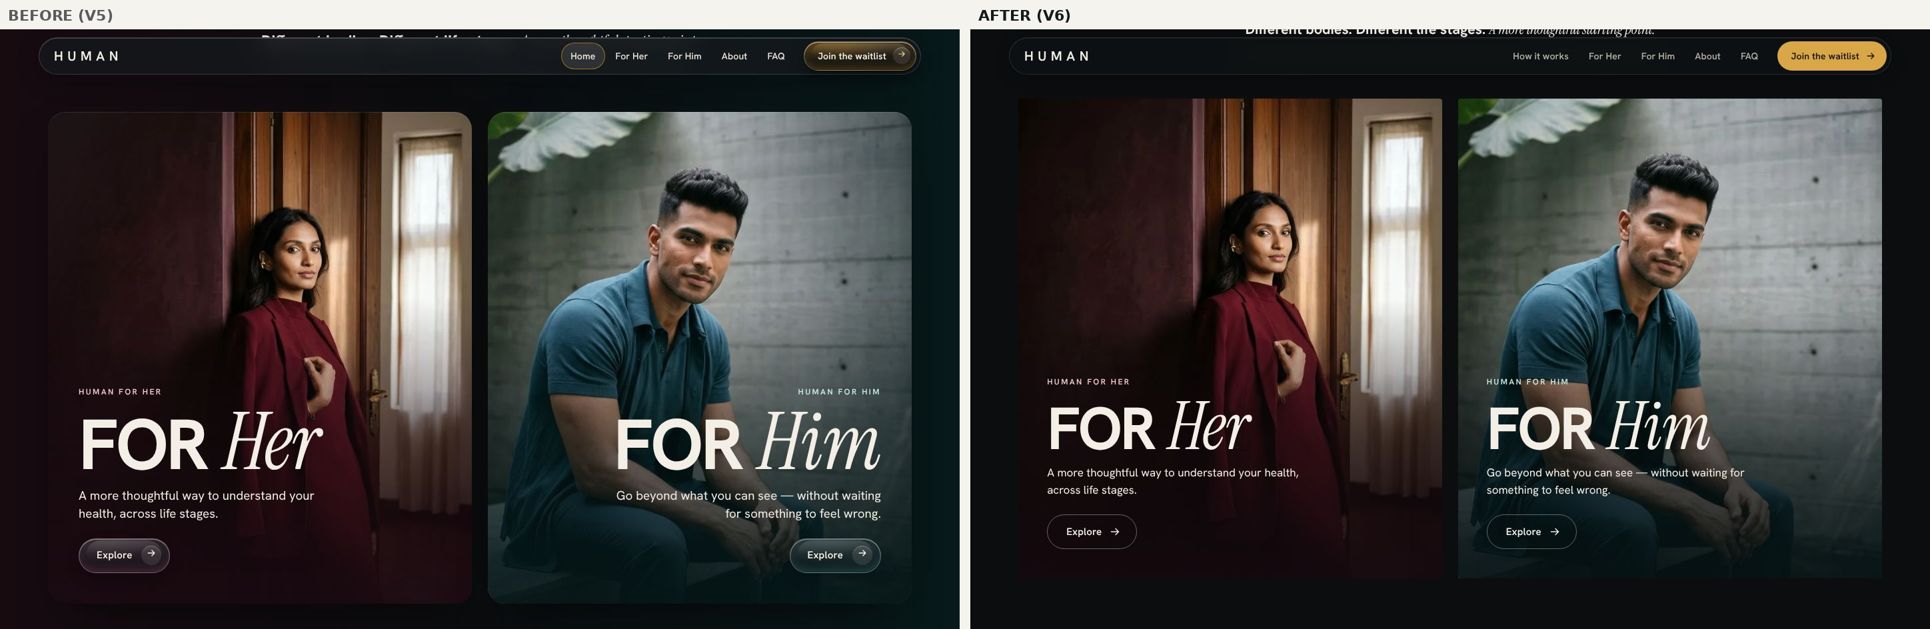 BEFORE (V5)
HUMAN
Home
For Her
For Him
About
FAQ
Join the waitlist →
HUMAN FOR HER
FOR Her
A more thoughtful way to understand your
health, across life stages.
Explore →
HUMAN FOR HIM
FOR Him
Go beyond what you can see — without waiting
for something to feel wrong.
Explore →
AFTER (V6)
Different bodies. Different life stages. A more thoughtful starting point.
HUMAN
How it works
For Her
For Him
About
FAQ
Join the waitlist →
HUMAN FOR HER
FOR Her
A more thoughtful way to understand your health,
across life stages.
Explore →
HUMAN FOR HIM
FOR Him
Go beyond what you can see — without waiting for
something to feel wrong.
Explore →